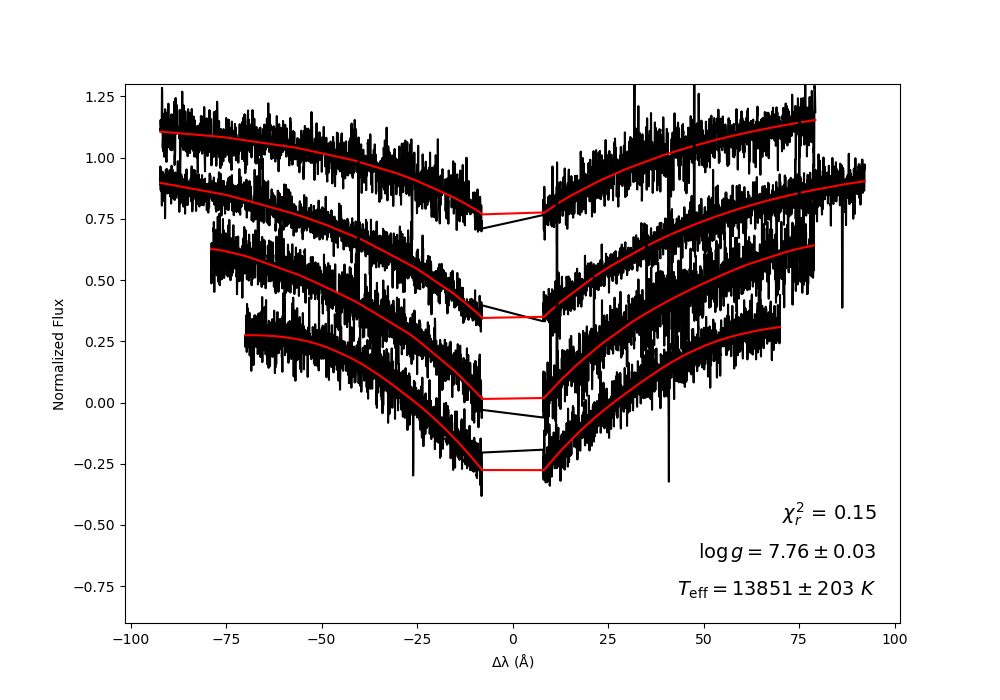 1.25
1.00
0.75
0.50
0.25
0.00
−0.25
−0.50
−0.75
Normalized Flux
χ²ᵣ = 0.15
log g = 7.76 ± 0.03
T_eff = 13851 ± 203 K
−100 −75 −50 −25 0 25 50 75 100
Δλ (Å)